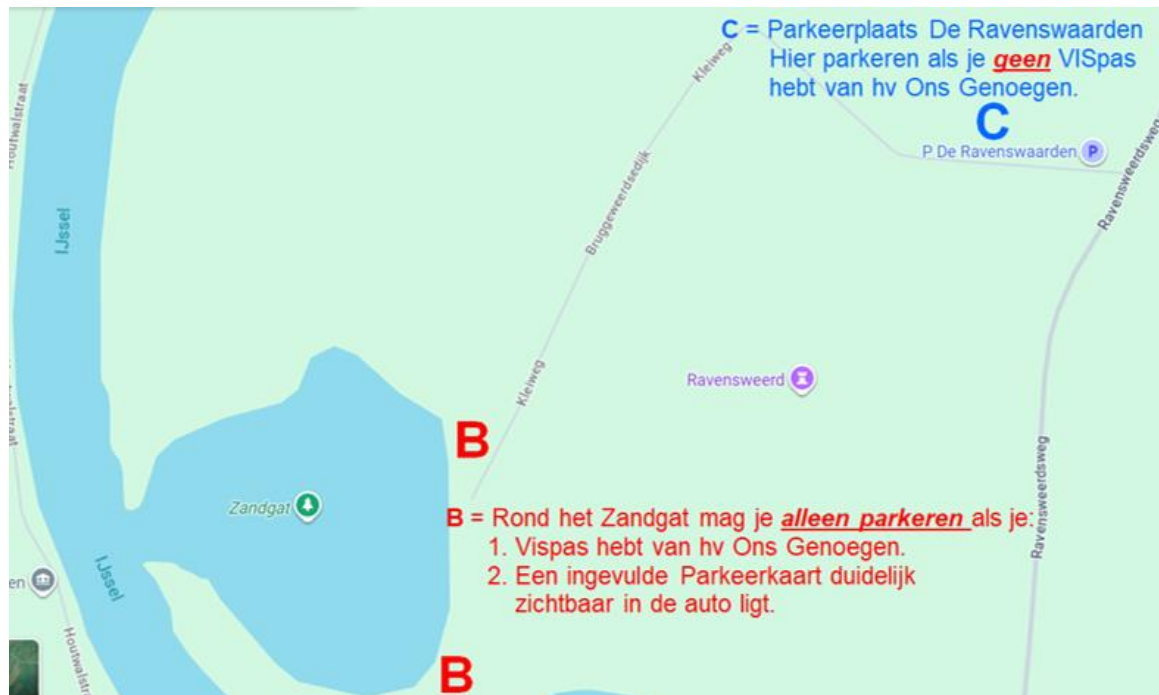 C = Parkeerplaats De Ravenswaarden
Hier parkeren als je geen VISpas
hebt van hv Ons Genoegen.
C
P De Ravenswaarden
P
Houtwalstraat
Kleiweg
Ravensweerdsweg
IJssel
Bruggeweerdsedijk
Ravensweerd
Kleiweg
B
Ravensweerdsweg
Zandgat
B = Rond het Zandgat mag je alleen parkeren als je:
1. Vispas hebt van hv Ons Genoegen.
2. Een ingevulde Parkeerkaart duidelijk
zichtbaar in de auto ligt.
IJssel
en
Houtwalstraat
B